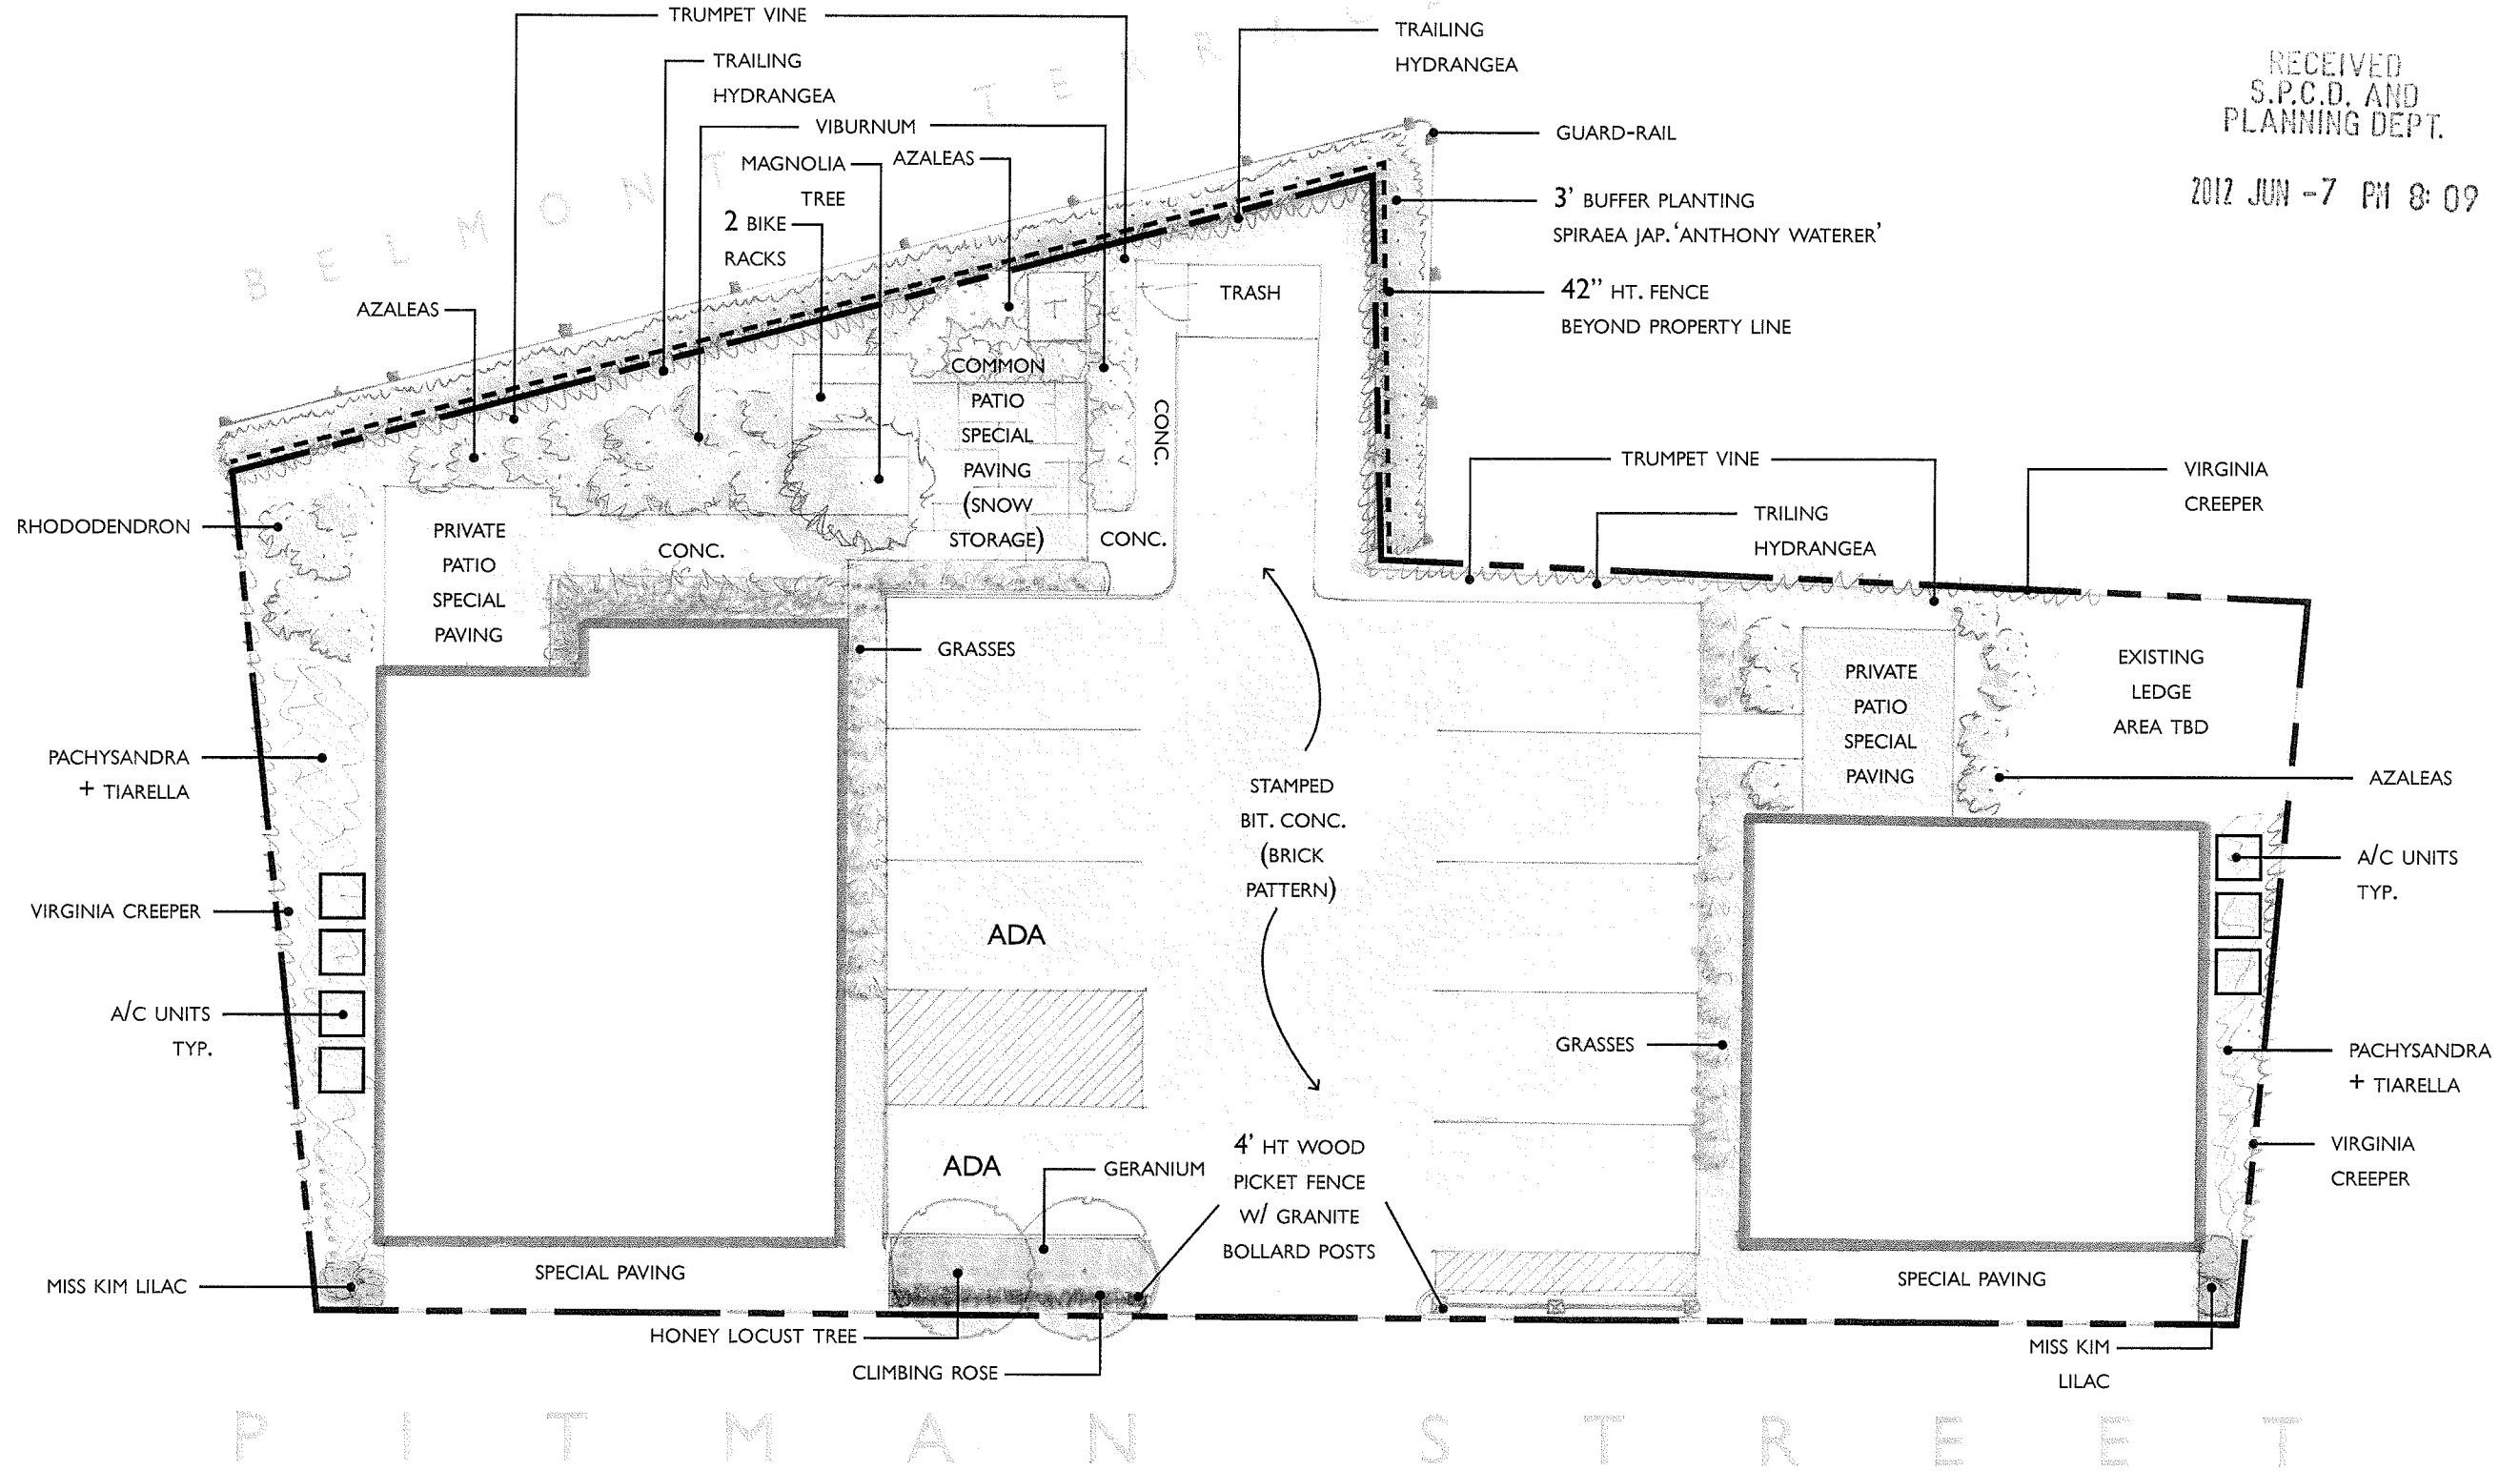 TRUMPET VINE
TRAILING
HYDRANGEA
TRAILING
HYDRANGEA
RECEIVED
S.P.C.D. AND
PLANNING DEPT.
2012 JUN -7 PM 8:09
VIBURNUM
GUARD-RAIL
MAGNOLIA
TREE
AZALEAS
2 BIKE
RACKS
3' BUFFER PLANTING
SPIRAEA JAP. 'ANTHONY WATERER'
BELMONT
42" HT. FENCE
BEYOND PROPERTY LINE
AZALEAS
T
TRASH
COMMON
PATIO
SPECIAL
PAVING
(SNOW
STORAGE)
CONC.
CONC.
CONC.
TRUMPET VINE
VIRGINIA
CREEPER
TRILING
HYDRANGEA
RHODODENDRON
PRIVATE
PATIO
SPECIAL
PAVING
GRASSES
PRIVATE
PATIO
SPECIAL
PAVING
EXISTING
LEDGE
AREA TBD
PACHYSANDRA
+ TIARELLA
STAMPED
BIT. CONC.
(BRICK
PATTERN)
AZALEAS
A/C UNITS
TYP.
VIRGINIA CREEPER
ADA
A/C UNITS
TYP.
GRASSES
PACHYSANDRA
+ TIARELLA
ADA
GERANIUM
4' HT WOOD
PICKET FENCE
W/ GRANITE
BOLLARD POSTS
VIRGINIA
CREEPER
MISS KIM LILAC
SPECIAL PAVING
SPECIAL PAVING
HONEY LOCUST TREE
CLIMBING ROSE
MISS KIM
LILAC
PITMAN STREET